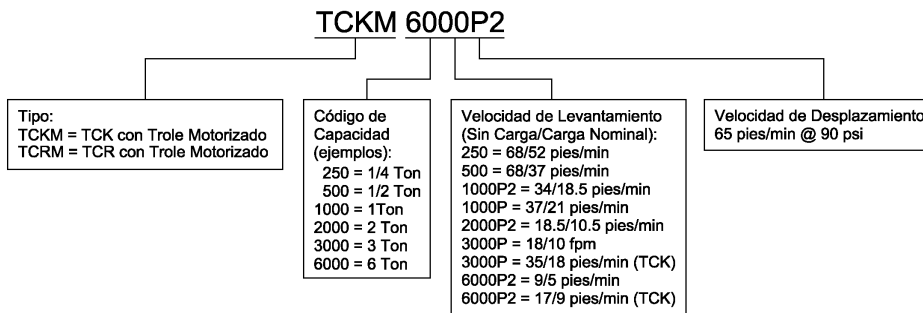 TCKM 6000P2
Tipo:
TCKM = TCK con Trole Motorizado
TCRM = TCR con Trole Motorizado
Código de
Capacidad
(ejemplos):
250 = 1/4 Ton
500 = 1/2 Ton
1000 = 1Ton
2000 = 2 Ton
3000 = 3 Ton
6000 = 6 Ton
Velocidad de Levantamiento
(Sin Carga/Carga Nominal):
250 = 68/52 pies/min
500 = 68/37 pies/min
1000P2 = 34/18.5 pies/min
1000P = 37/21 pies/min
2000P2 = 18.5/10.5 pies/min
3000P = 18/10 fpm
3000P = 35/18 pies/min (TCK)
6000P2 = 9/5 pies/min
6000P2 = 17/9 pies/min (TCK)
Velocidad de Desplazamiento
65 pies/min @ 90 psi